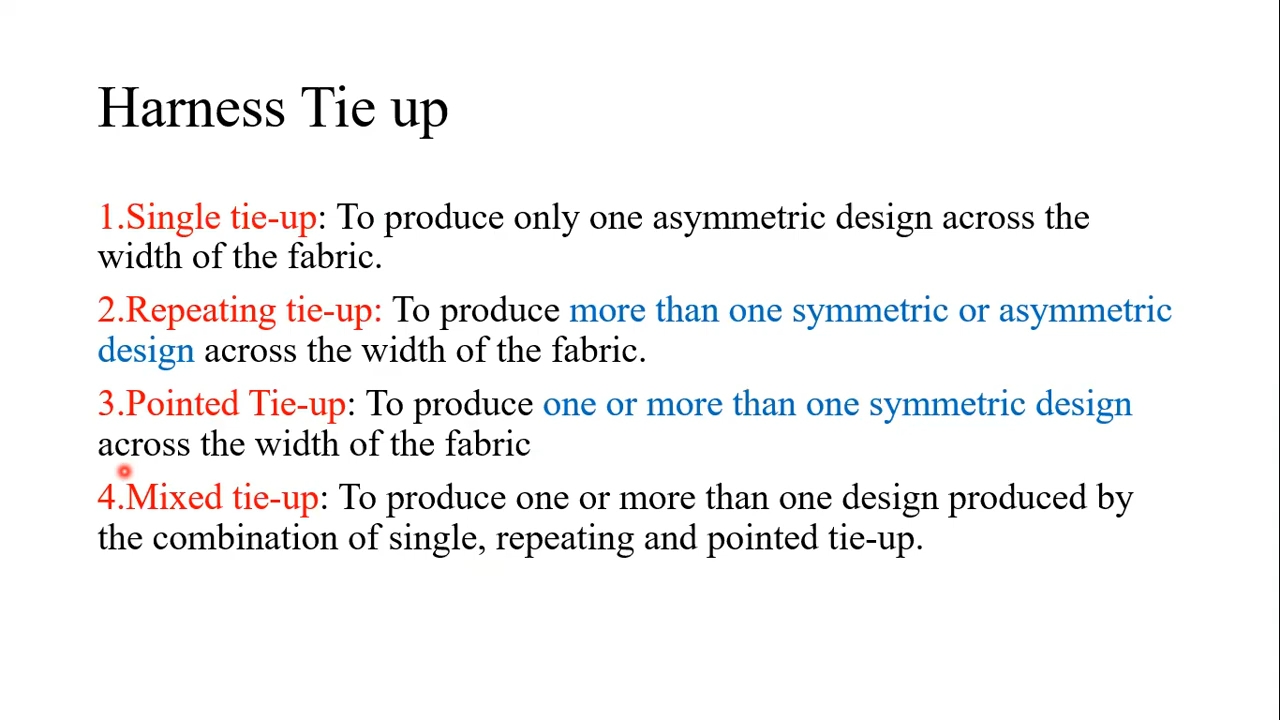 Harness Tie up
1.Single tie-up: To produce only one asymmetric design across the
width of the fabric.
2.Repeating tie-up: To produce more than one symmetric or asymmetric
design across the width of the fabric.
3.Pointed Tie-up: To produce one or more than one symmetric design
across the width of the fabric
4.Mixed tie-up: To produce one or more than one design produced by
the combination of single, repeating and pointed tie-up.